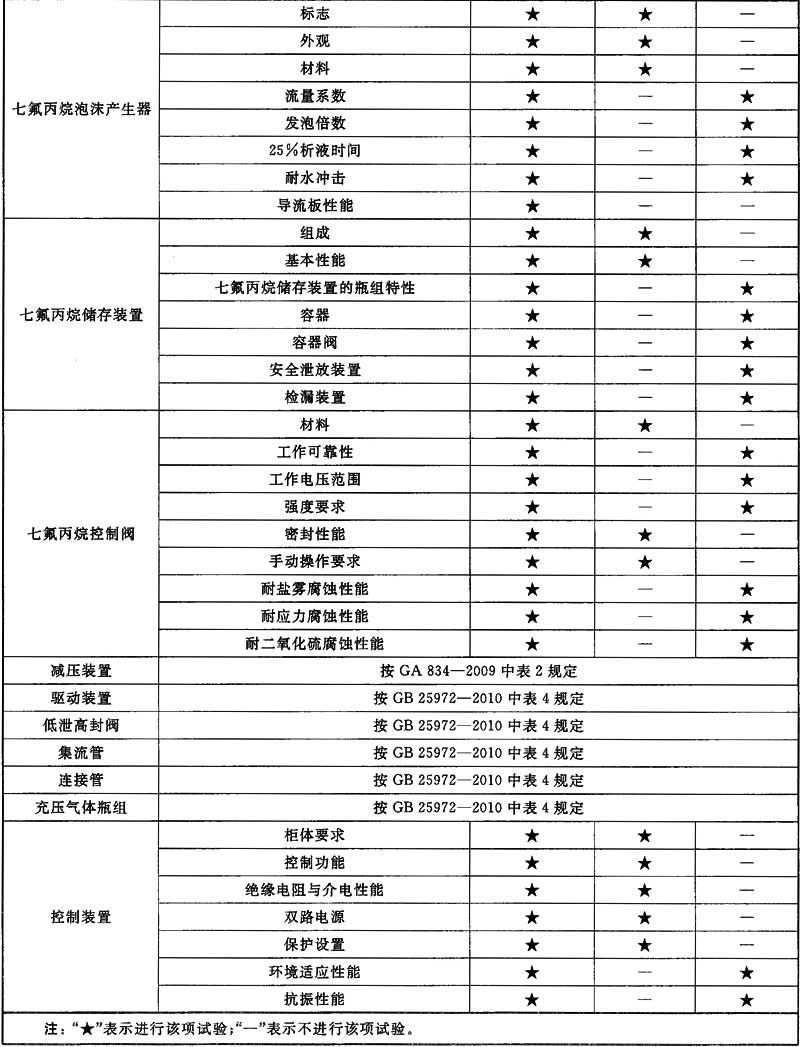 七氟丙烷泡沫产生器
标志 ★ ★ —
外观 ★ ★ —
材料 ★ ★ —
流量系数 ★ — ★
发泡倍数 ★ — ★
25%析液时间 ★ — ★
耐水冲击 ★ — ★
导流板性能 ★ — —
七氟丙烷储存装置
组成 ★ ★ —
基本性能 ★ ★ —
七氟丙烷储存装置的瓶组特性 ★ — ★
容器 ★ — ★
容器阀 ★ — ★
安全泄放装置 ★ — ★
检漏装置 ★ — ★
七氟丙烷控制阀
材料 ★ ★ —
工作可靠性 ★ — ★
工作电压范围 ★ — ★
强度要求 ★ — ★
密封性能 ★ ★ —
手动操作要求 ★ ★ —
耐盐雾腐蚀性能 ★ — ★
耐应力腐蚀性能 ★ — ★
耐二氧化硫腐蚀性能 ★ — ★
减压装置 按 GA 834—2009 中表 2 规定
驱动装置 按 GB 25972—2010 中表 4 规定
低泄高封阀 按 GB 25972—2010 中表 4 规定
集流管 按 GB 25972—2010 中表 4 规定
连接管 按 GB 25972—2010 中表 4 规定
充压气体瓶组 按 GB 25972—2010 中表 4 规定
控制装置
柜体要求 ★ ★ —
控制功能 ★ ★ —
绝缘电阻与介电性能 ★ ★ —
双路电源 ★ ★ —
保护设置 ★ ★ —
环境适应性能 ★ — ★
抗振性能 ★ — ★
注：“★”表示进行该项试验；“—”表示不进行该项试验。